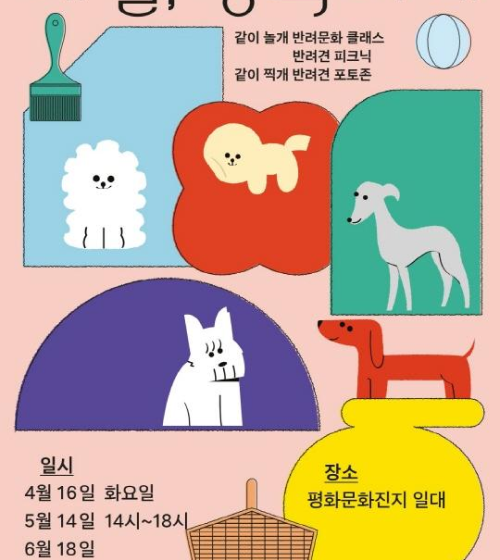 같이 놀개 반려문화 클래스
반려견 피크닉
같이 찍개 반려견 포토존
일시
4월 16일 화요일
5월 14일 14시~18시
6월 18일
장소
평화문화진지 일대